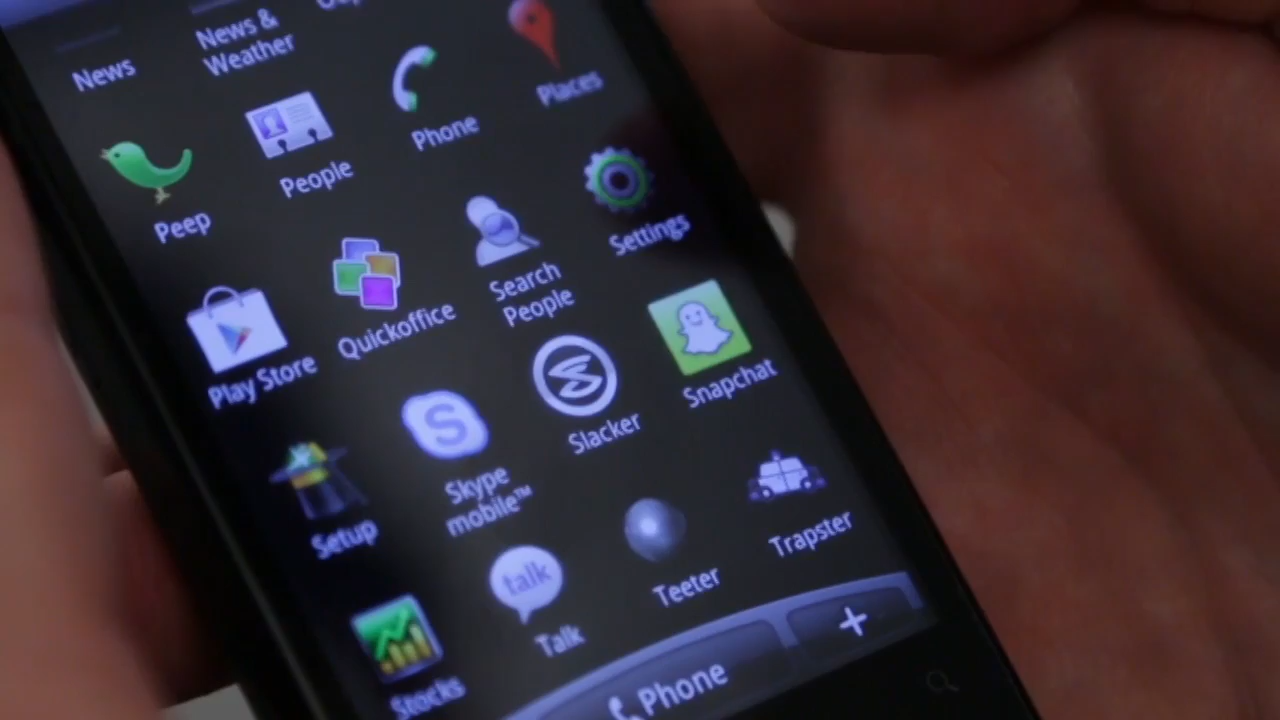 News
News &
Weather
Peep
People
Phone
Places
Play Store
Quickoffice
Search
People
Settings
Setup
Skype
mobile™
Slacker
Snapchat
Stocks
talk
Talk
Teeter
Trapster
Phone
+